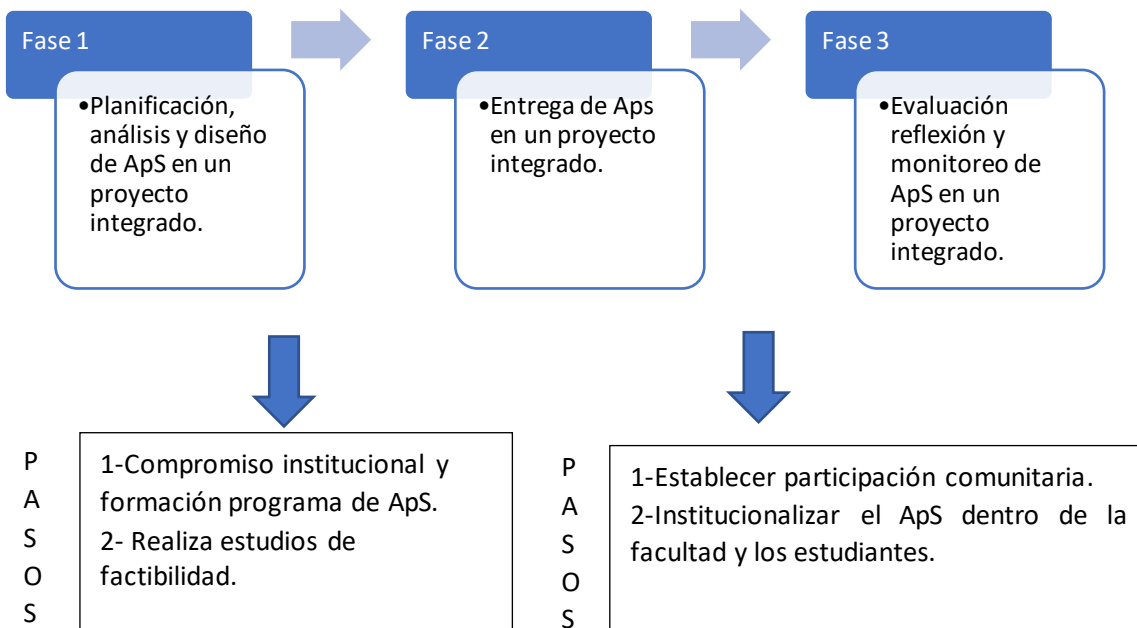 Fase 1
•Planificación,
análisis y diseño
de ApS en un
proyecto
integrado.
Fase 2
•Entrega de Aps
en un proyecto
integrado.
Fase 3
•Evaluación
reflexión y
monitoreo de
ApS en un
proyecto
integrado.
P
A
S
O
S
1-Compromiso institucional y
formación programa de ApS.
2- Realiza estudios de
factibilidad.
P
A
S
O
S
1-Establecer participación comunitaria.
2-Institucionalizar el ApS dentro de la
facultad y los estudiantes.